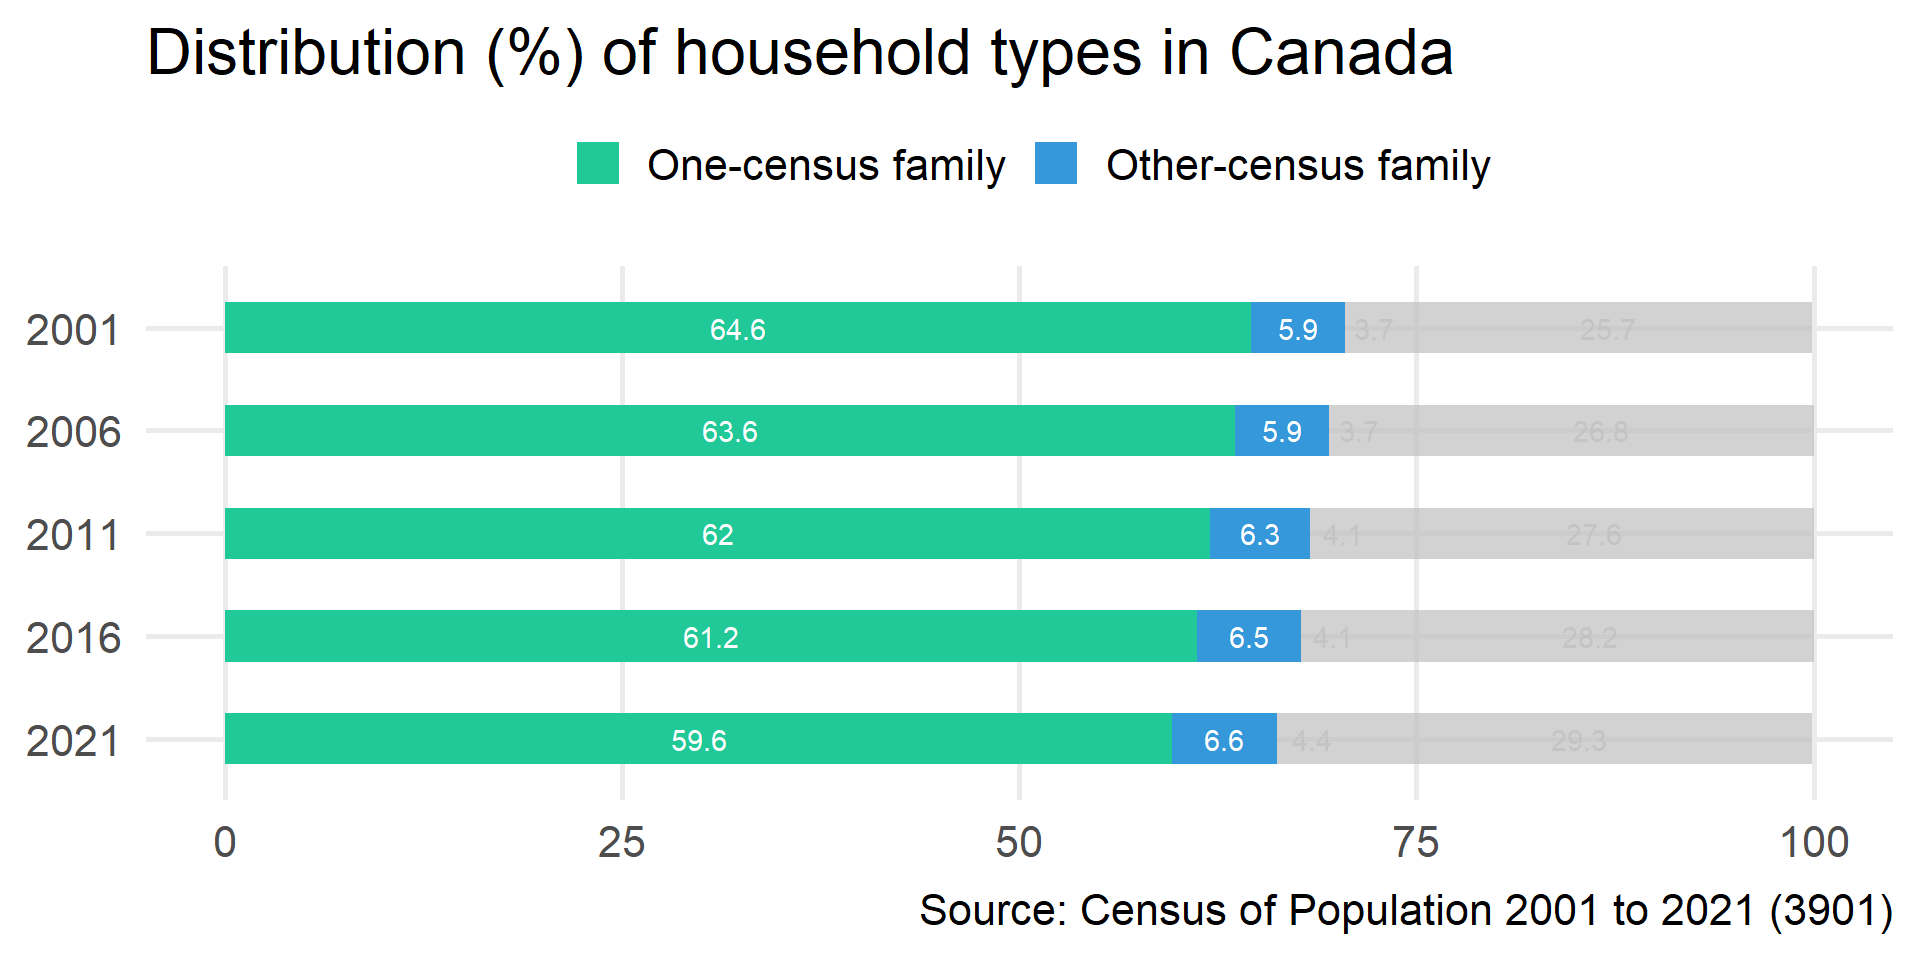 Distribution (%) of household types in Canada
One-census family Other-census family
2001 64.6 5.9 3.7 25.7
2006 63.6 5.9 3.7 26.8
2011 62 6.3 4.1 27.6
2016 61.2 6.5 4.1 28.2
2021 59.6 6.6 4.4 29.3
0 25 50 75 100
Source: Census of Population 2001 to 2021 (3901)